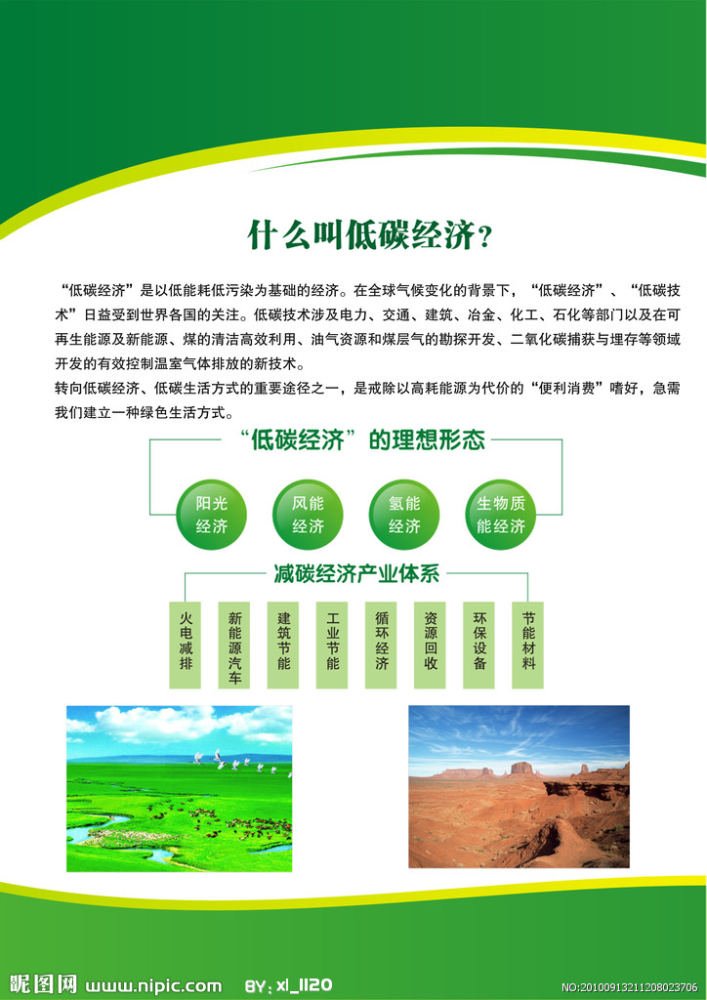 什么叫低碳经济?
“低碳经济”是以低能耗低污染为基础的经济。在全球气候变化的背景下，“低碳经济”、“低碳技
术”日益受到世界各国的关注。低碳技术涉及电力、交通、建筑、冶金、化工、石化等部门以及在可
再生能源及新能源、煤的清洁高效利用、油气资源和煤层气的勘探开发、二氧化碳捕获与埋存等领域
开发的有效控制温室气体排放的新技术。
转向低碳经济、低碳生活方式的重要途径之一，是戒除以高耗能源为代价的“便利消费”嗜好，急需
我们建立一种绿色生活方式。
“低碳经济”的理想形态
阳光
经济
风能
经济
氢能
经济
生物质
能经济
减碳经济产业体系
火电减排
新能源汽车
建筑节能
工业节能
循环经济
资源回收
环保设备
节能材料
昵图网 www.nipic.com BY: xl_1120
NO:20100913211208023706